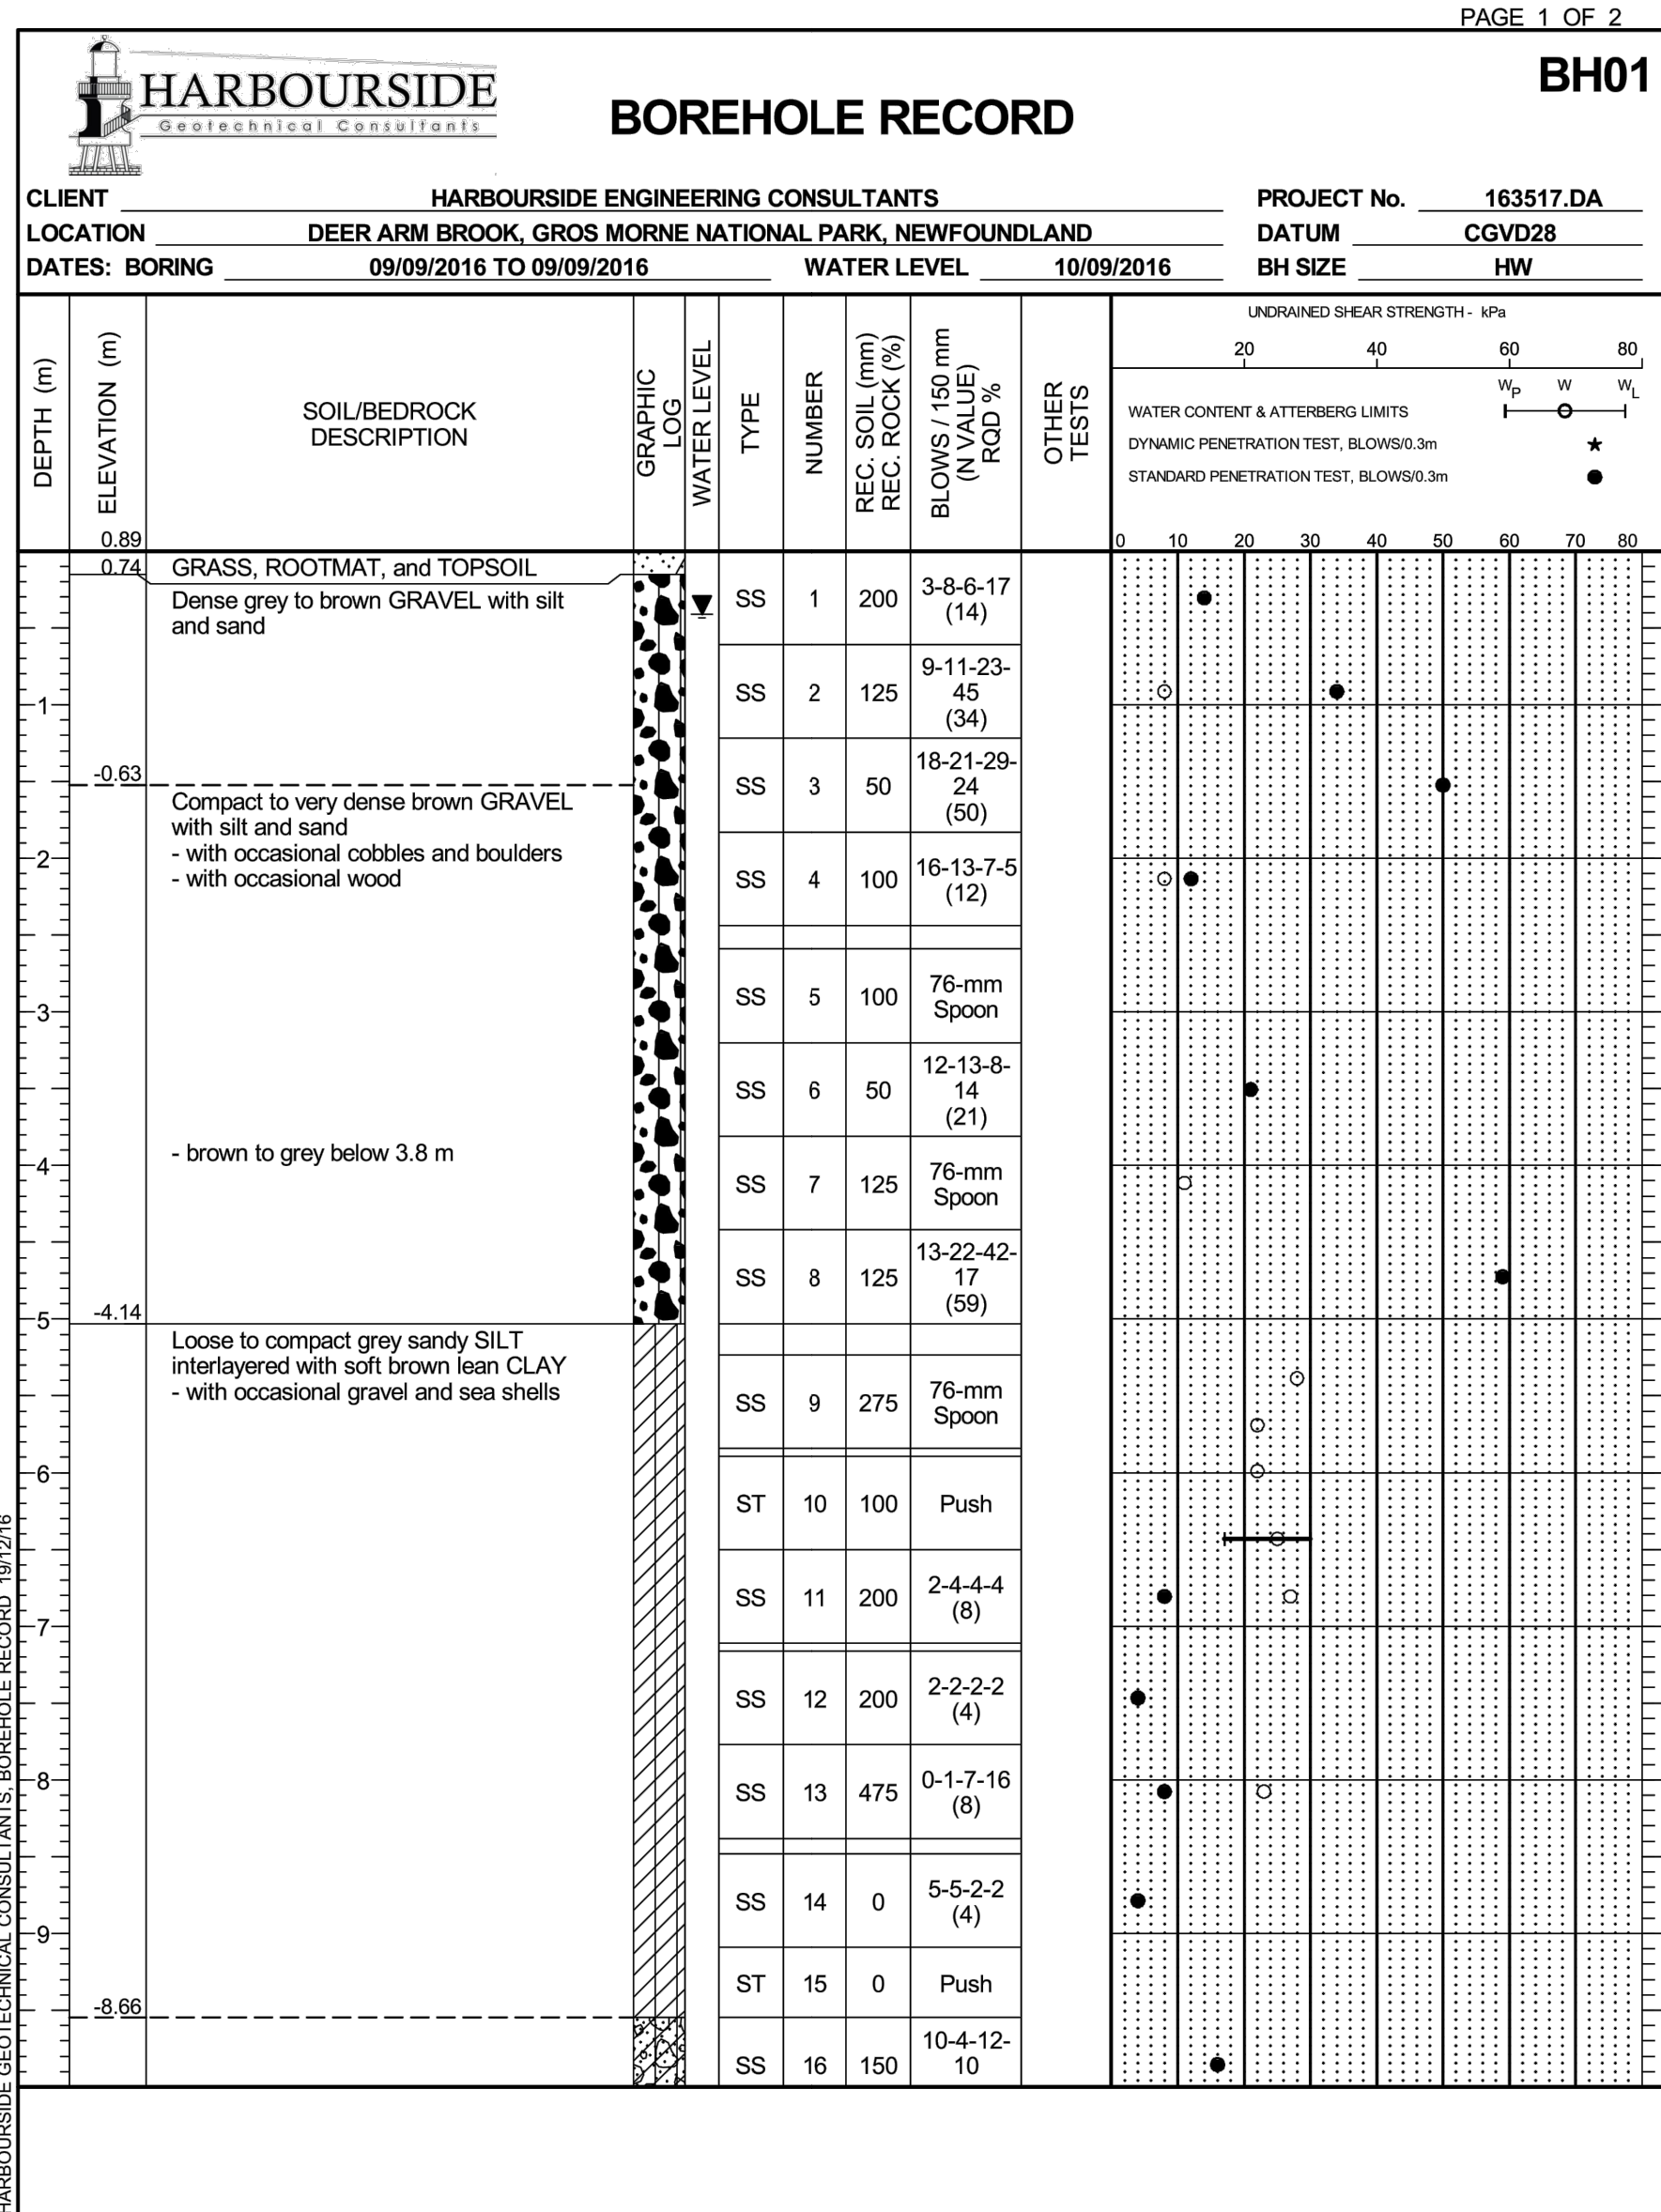 PAGE 1 OF 2
HARBOURSIDE
Geotechnical Consultants
BOREHOLE RECORD
BH01
CLIENT HARBOURSIDE ENGINEERING CONSULTANTS PROJECT No. 163517.DA
LOCATION DEER ARM BROOK, GROS MORNE NATIONAL PARK, NEWFOUNDLAND DATUM CGVD28
DATES: BORING 09/09/2016 TO 09/09/2016 WATER LEVEL 10/09/2016 BH SIZE HW
DEPTH (m)
ELEVATION (m)
SOIL/BEDROCK
DESCRIPTION
GRAPHIC
LOG
WATER LEVEL
TYPE
NUMBER
REC. SOIL (mm)
REC. ROCK (%)
BLOWS / 150 mm
(N VALUE)
RQD %
OTHER
TESTS
UNDRAINED SHEAR STRENGTH - kPa
20 40 60 80
WP W WL
WATER CONTENT & ATTERBERG LIMITS
DYNAMIC PENETRATION TEST, BLOWS/0.3m ★
STANDARD PENETRATION TEST, BLOWS/0.3m ●
0 10 20 30 40 50 60 70 80
0.89
0.74 GRASS, ROOTMAT, and TOPSOIL
Dense grey to brown GRAVEL with silt
and sand
SS 1 200 3-8-6-17
(14)
SS 2 125 9-11-23-
45
(34)
1
-0.63
SS 3 50 18-21-29-
24
(50)
Compact to very dense brown GRAVEL
with silt and sand
- with occasional cobbles and boulders
- with occasional wood
2
SS 4 100 16-13-7-5
(12)
SS 5 100 76-mm
Spoon
3
SS 6 50 12-13-8-
14
(21)
- brown to grey below 3.8 m
4
SS 7 125 76-mm
Spoon
SS 8 125 13-22-42-
17
(59)
5
-4.14
Loose to compact grey sandy SILT
interlayered with soft brown lean CLAY
- with occasional gravel and sea shells
SS 9 275 76-mm
Spoon
6
ST 10 100 Push
SS 11 200 2-4-4-4
(8)
7
SS 12 200 2-2-2-2
(4)
8
SS 13 475 0-1-7-16
(8)
SS 14 0 5-5-2-2
(4)
9
ST 15 0 Push
-8.66
SS 16 150 10-4-12-
10
HARBOURSIDE GEOTECHNICAL CONSULTANTS, BOREHOLE RECORD 19/12/16